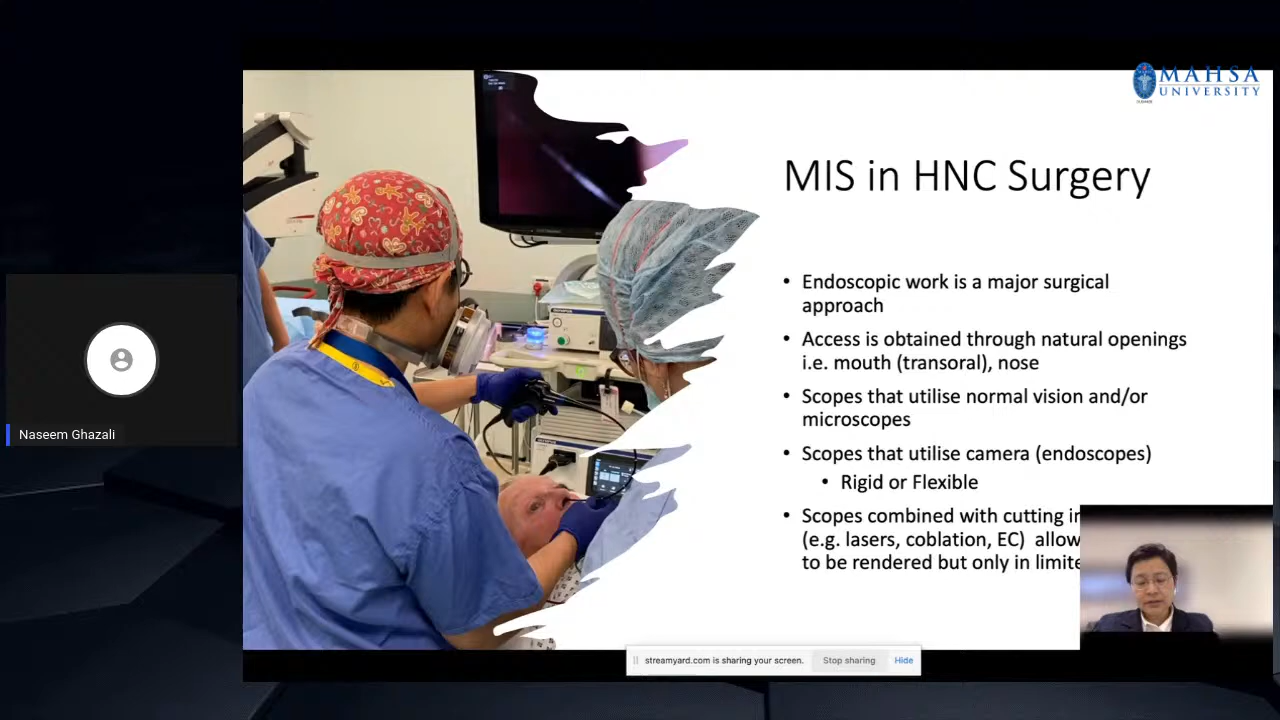 MAHSA
UNIVERSITY
MIS in HNC Surgery
• Endoscopic work is a major surgical
approach
• Access is obtained through natural openings
i.e. mouth (transoral), nose
• Scopes that utilise normal vision and/or
microscopes
• Scopes that utilise camera (endoscopes)
• Rigid or Flexible
• Scopes combined with cutting
(e.g. lasers, coblation, EC) allow
to be rendered but only in
Naseem Ghazali
streamyard.com is sharing your screen.
Stop sharing
Hide